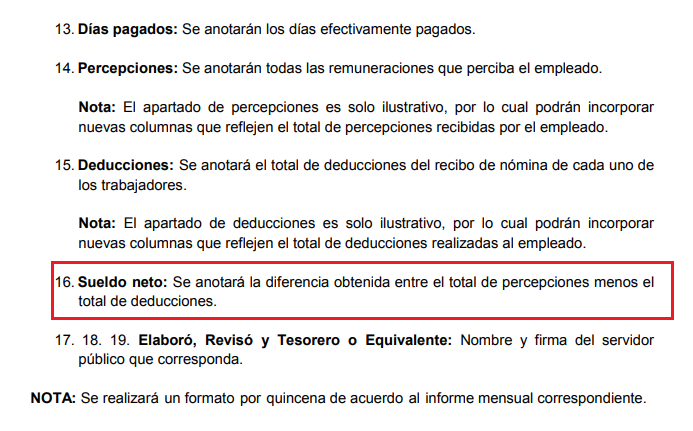 13. Días pagados: Se anotarán los días efectivamente pagados.
14. Percepciones: Se anotarán todas las remuneraciones que perciba el empleado.
Nota: El apartado de percepciones es solo ilustrativo, por lo cual podrán incorporar
nuevas columnas que reflejen el total de percepciones recibidas por el empleado.
15. Deducciones: Se anotará el total de deducciones del recibo de nómina de cada uno de
los trabajadores.
Nota: El apartado de deducciones es solo ilustrativo, por lo cual podrán incorporar
nuevas columnas que reflejen el total de deducciones realizadas al empleado.
16. Sueldo neto: Se anotará la diferencia obtenida entre el total de percepciones menos el
total de deducciones.
17. 18. 19. Elaboró, Revisó y Tesorero o Equivalente: Nombre y firma del servidor
público que corresponda.
NOTA: Se realizará un formato por quincena de acuerdo al informe mensual correspondiente.